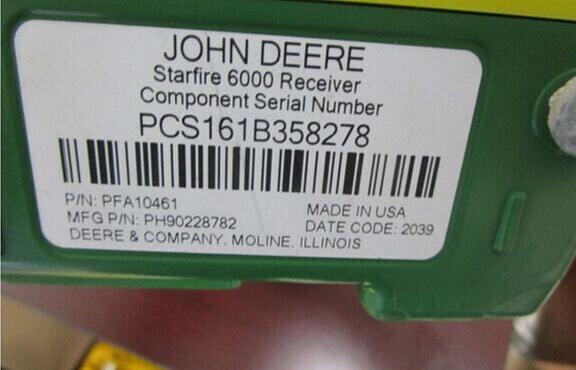 JOHN DEERE
Starfire 6000 Receiver
Component Serial Number
PCS161B358278
P/N: PFA10461
MFG P/N: PH90228782
MADE IN USA
DATE CODE: 2039
DEERE & COMPANY, MOLINE, ILLINOIS